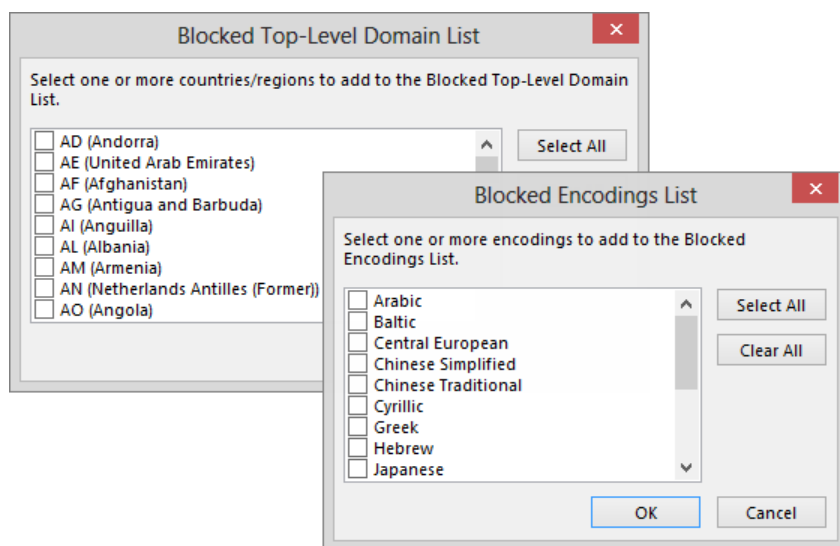 Blocked Top-Level Domain List
Select one or more countries/regions to add to the Blocked Top-Level Domain
List.
AD (Andorra)
AE (United Arab Emirates)
AF (Afghanistan)
AG (Antigua and Barbuda)
AI (Anguilla)
AL (Albania)
AM (Armenia)
AN (Netherlands Antilles (Former))
AO (Angola)
Select All
Blocked Encodings List
Select one or more encodings to add to the Blocked
Encodings List.
Arabic
Baltic
Central European
Chinese Simplified
Chinese Traditional
Cyrillic
Greek
Hebrew
Japanese
Select All
Clear All
OK
Cancel